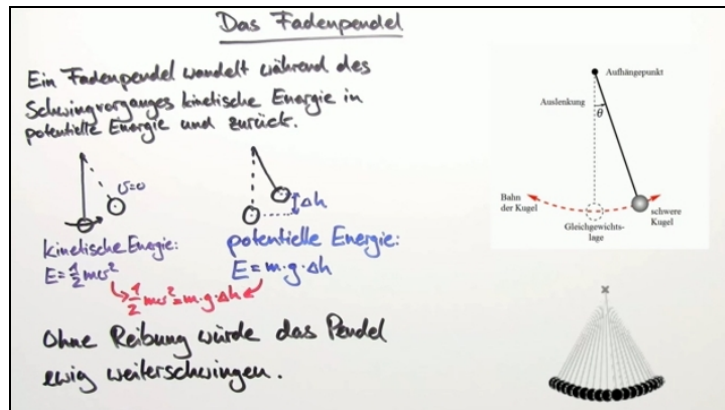 Das Fadenpendel
Ein Fadenpendel wandelt während des
Schwingvorganges kinetische Energie in
potentielle Energie und zurück.
v=0
Δh
kinetische Energie:
E=½mv²
potentielle Energie:
E=m·g·Δh
½mv²=m·g·Δh
Ohne Reibung würde das Pendel
ewig weiterschwingen.
Aufhängepunkt
Auslenkung
θ
Bahn
der Kugel
schwere
Kugel
Gleichgewichts-
lage